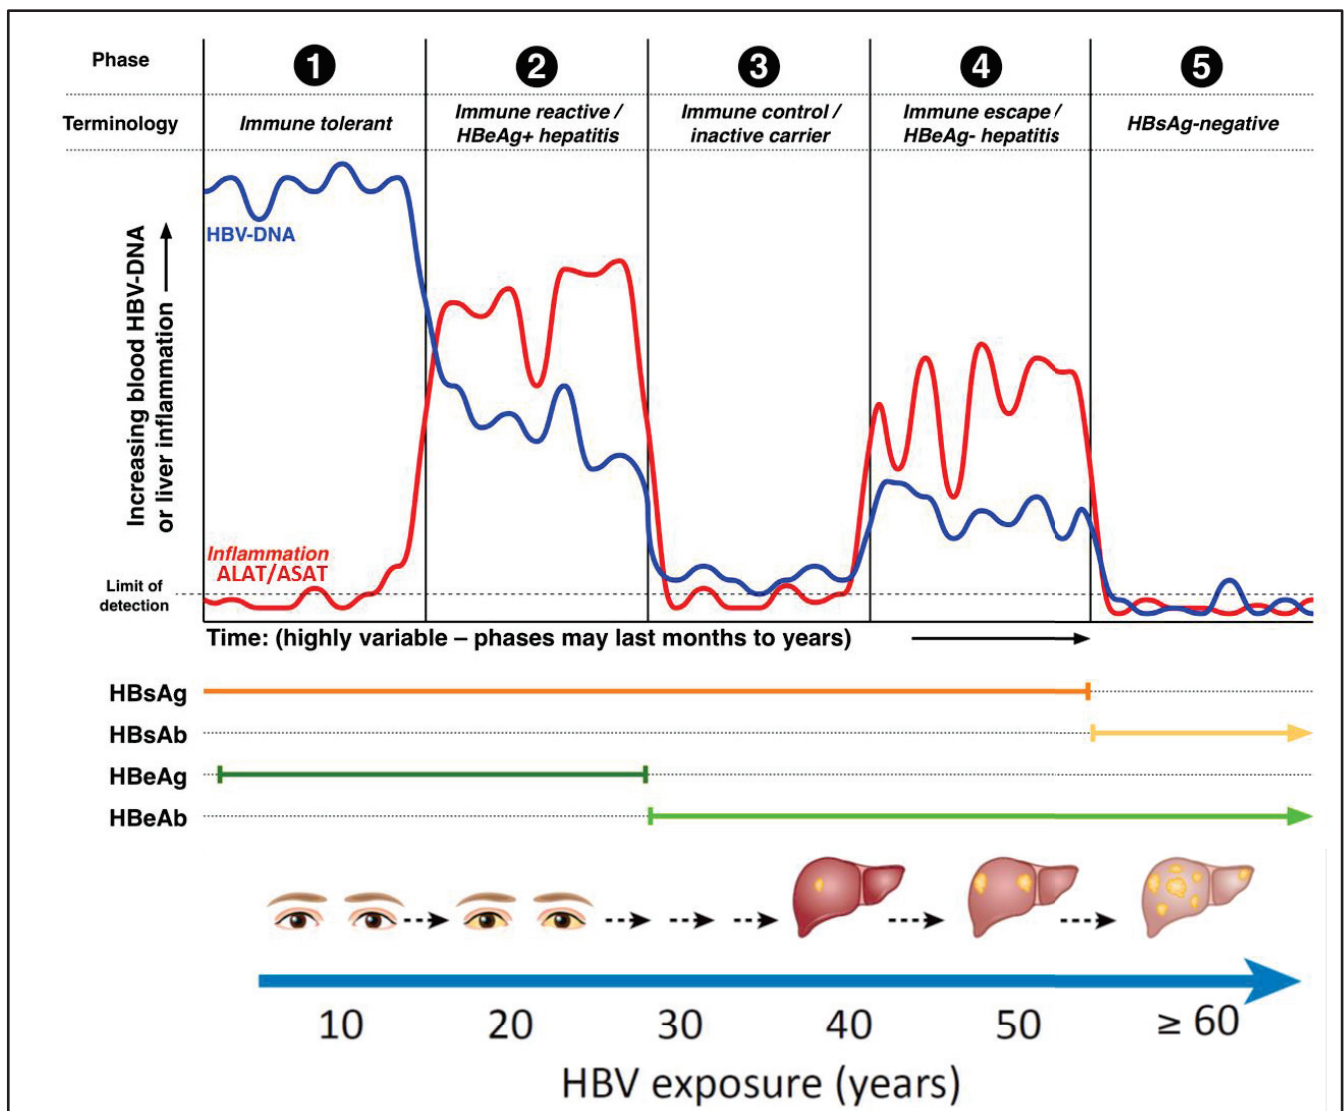 Phase
1
2
3
4
5
Terminology
Immune tolerant
Immune reactive /
HBeAg+ hepatitis
Immune control /
inactive carrier
Immune escape /
HBeAg- hepatitis
HBsAg-negative
Increasing blood HBV-DNA
or liver inflammation
HBV-DNA
Inflammation
ALAT/ASAT
Limit of
detection
Time: (highly variable – phases may last months to years)
HBsAg
HBsAb
HBeAg
HBeAb
10 20 30 40 50 ≥ 60
HBV exposure (years)